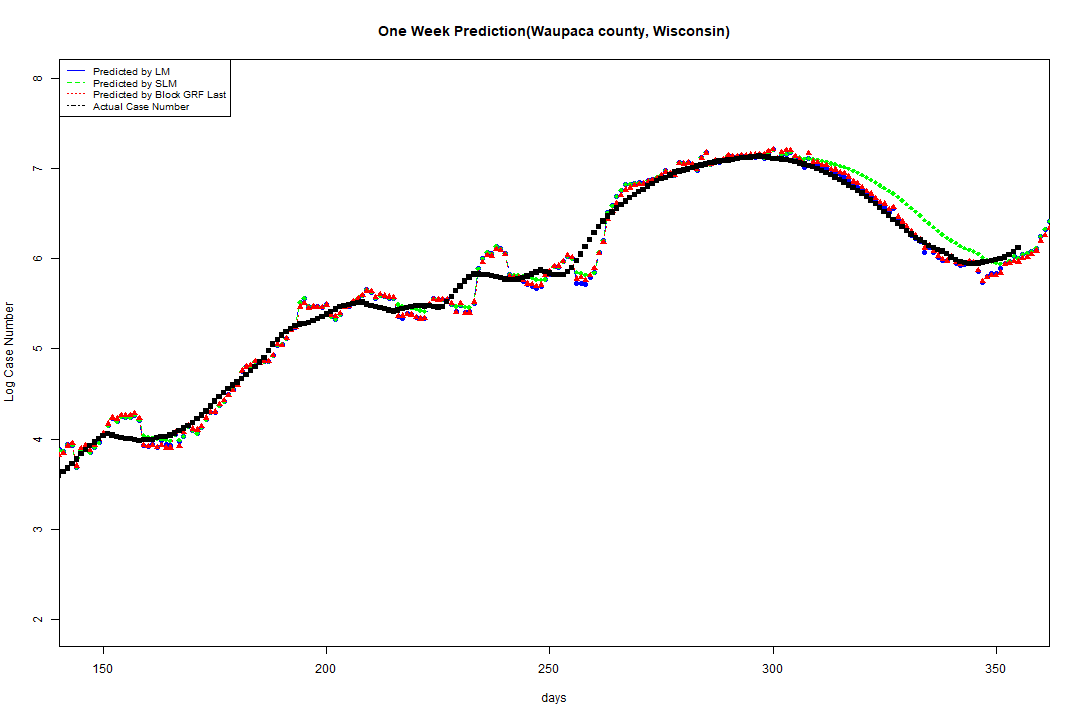 One Week Prediction(Waupaca county, Wisconsin)
Predicted by LM
Predicted by SLM
Predicted by Block GRF Last
Actual Case Number
8
7
6
5
4
3
2
Log Case Number
150 200 250 300 350
days